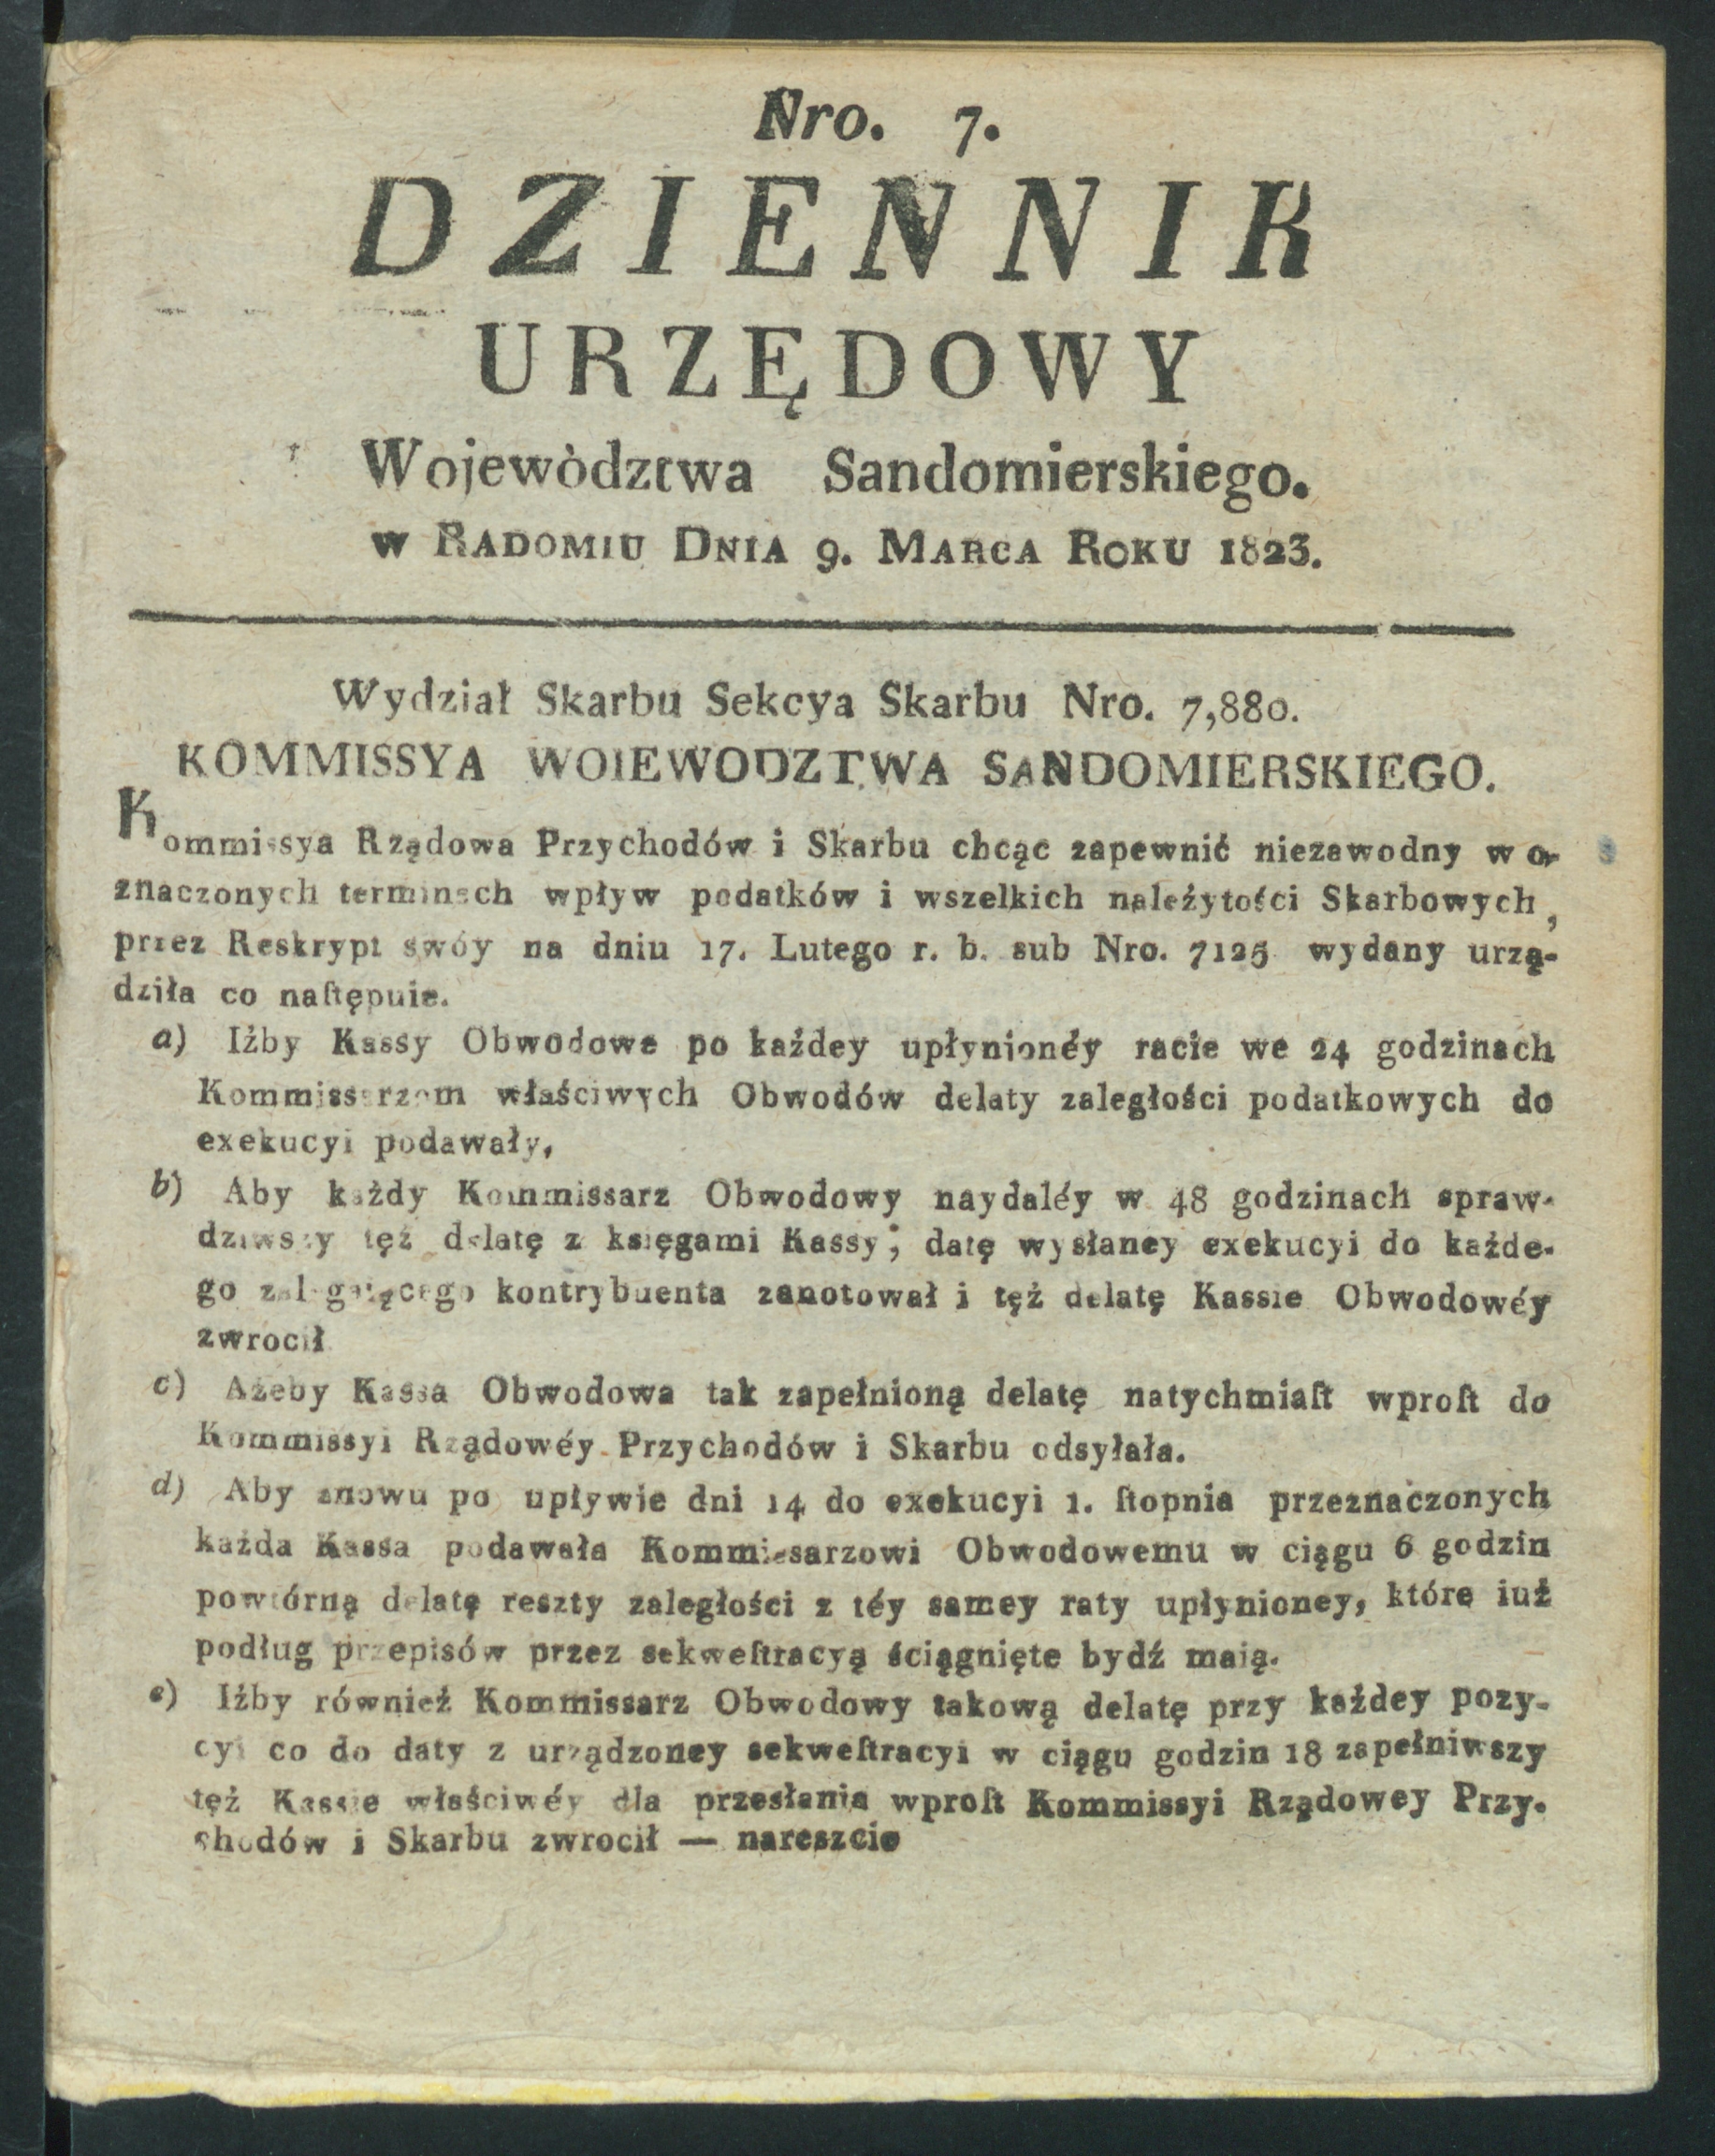 Nro. 7.
DZIENNIK
URZĘDOWY
Wojewòdztwa Sandomierskiego.
w Radomiu Dnia 9. Marca Roku 1823.
Wydział Skarbu Sekcya Skarbu Nro. 7,880.
KOMMISSYA WOIEWODZTWA SANDOMIERSKIEGO.
Kommissya Rządowa Przychodów i Skarbu chcąc zapewnić niezawodny w o-
znaczonych terminach wpływ podatków i wszelkich należytości Skarbowych,
przez Reskrypt swóy na dniu 17. Lutego r. b. sub Nro. 7125 wydany urzą-
dziła co naſtępuie.
a) Iżby Kassy Obwodowe po każdey upłynionéy racie we 24 godzinach
Kommissarzom właściwych Obwodów delaty zaległości podatkowych do
exekucyi podawały,
b) Aby każdy Kommissarz Obwodowy naydaléy w 48 godzinach spraw-
dziwszy tęż delatę z księgami Kassy; datę wysłaney exekucyi do każde-
go zalegaiącego kontrybuenta zanotował i tęż delatę Kassie Obwodowéy
zwrocił
c) Ażeby Kassa Obwodowa tak zapełnioną delatę natychmiaſt wproſt do
Kommissyi Rządowéy Przychodów i Skarbu odsyłała.
d) Aby znowu po upływie dni 14 do exekucyi 1. ſtopnia przeznaczonych
każda Kassa podawała Kommissarzowi Obwodowemu w ciągu 6 godzin
powtórną delatę reszty zaległości z téy samey raty upłynioney, które iuż
podług przepisów przez sekweſtracyą ściągnięte bydź maią.
e) Iżby również Kommissarz Obwodowy takową delatę przy każdey pozy-
cyi co do daty z urządzoney sekweſtracyi w ciągu godzin 18 zapełniwszy
tęż Kassie właściwéy dla przesłania wproſt Kommissyi Rządowey Przy-
chodów i Skarbu zwrocił — nareszcie